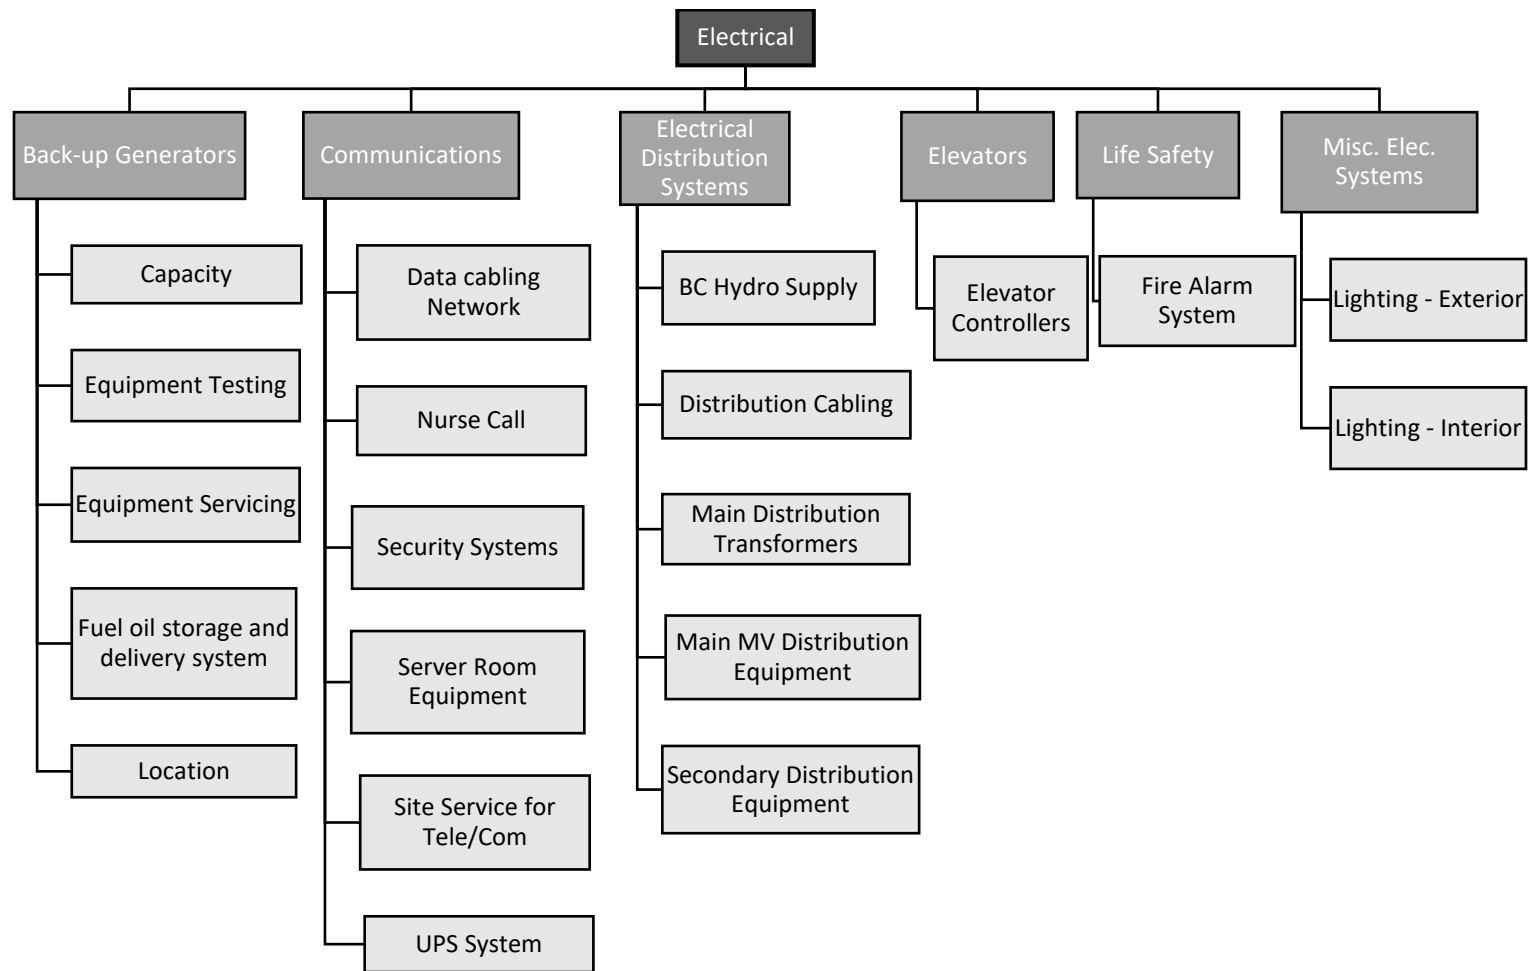 Electrical
Back-up Generators
Capacity
Equipment Testing
Equipment Servicing
Fuel oil storage and
delivery system
Location
Communications
Data cabling
Network
Nurse Call
Security Systems
Server Room
Equipment
Site Service for
Tele/Com
UPS System
Electrical
Distribution
Systems
BC Hydro Supply
Distribution Cabling
Main Distribution
Transformers
Main MV Distribution
Equipment
Secondary Distribution
Equipment
Elevators
Elevator
Controllers
Life Safety
Fire Alarm
System
Misc. Elec.
Systems
Lighting - Exterior
Lighting - Interior